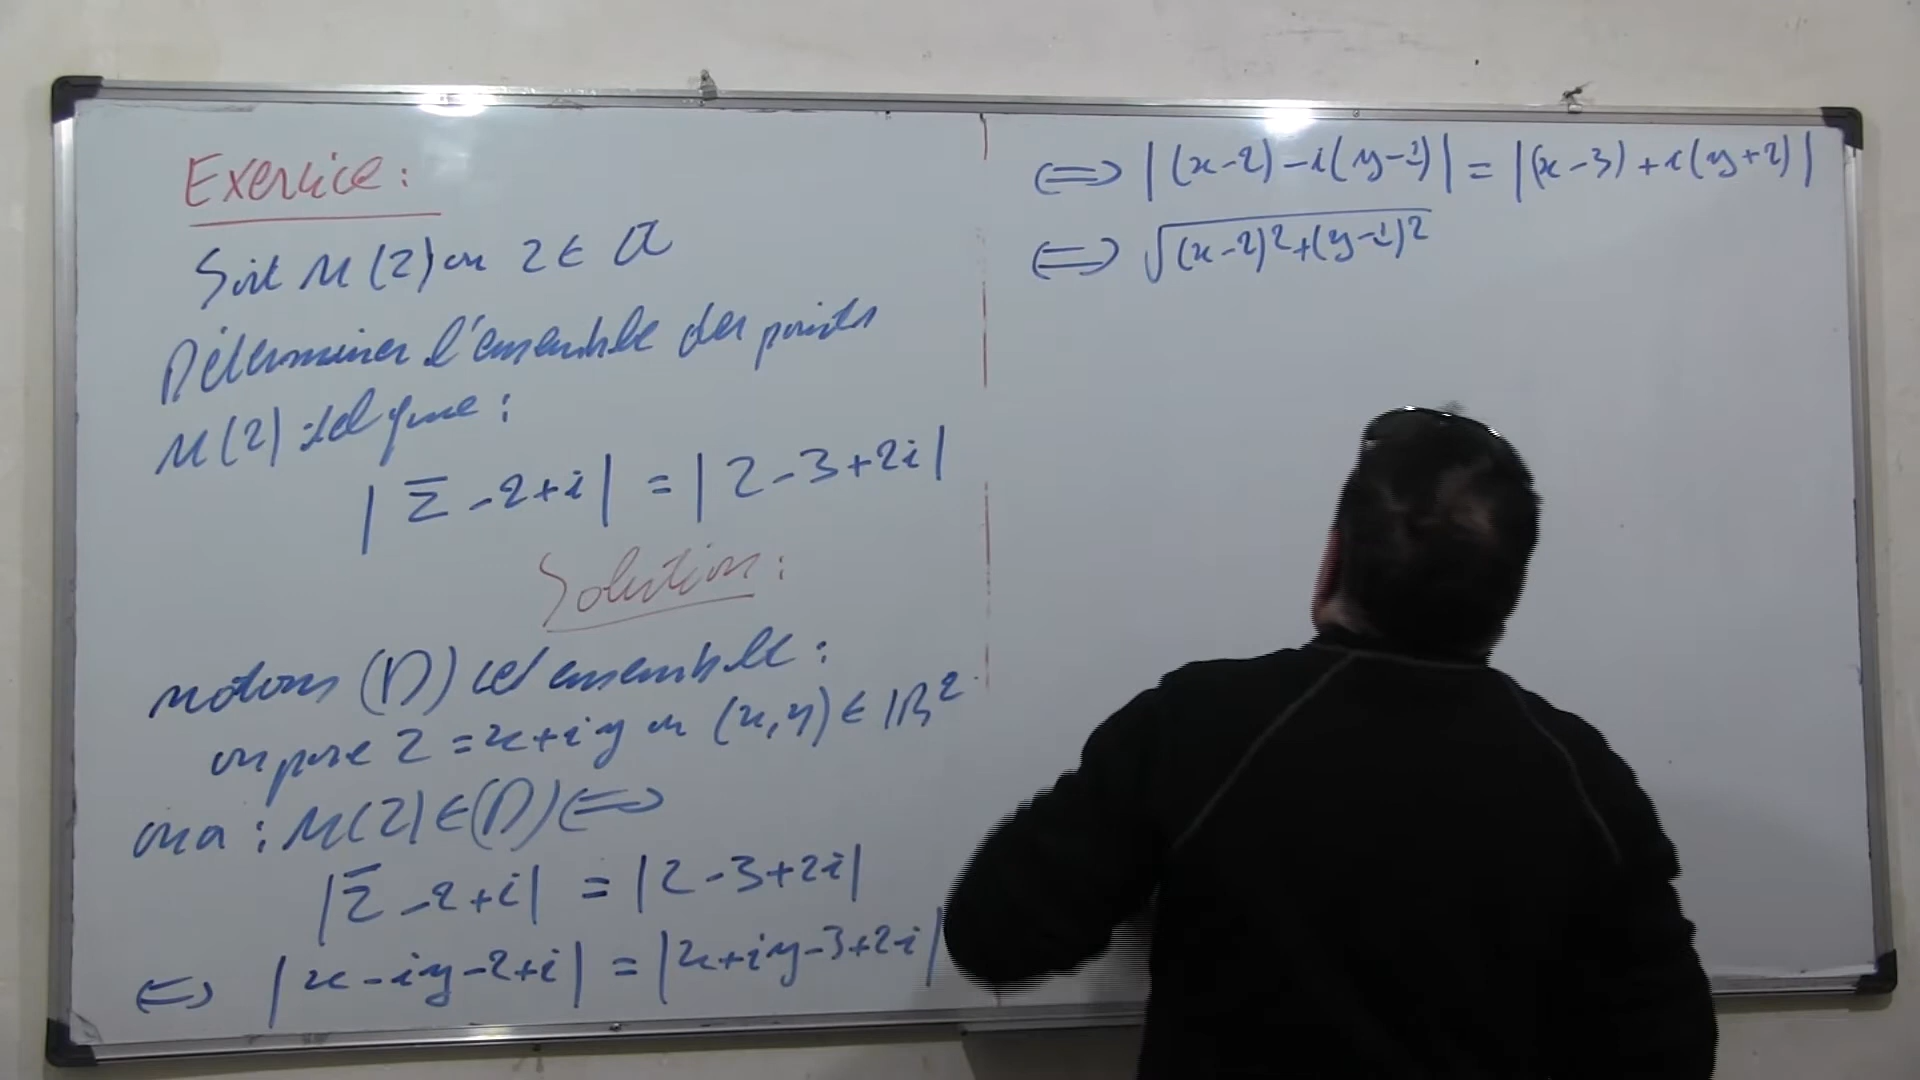 Exercice :
Soit M(z) où z ∈ ℂ
Déterminer l'ensemble des points
M(z) tel que :
|z̅ - 2 + i| = |z - 3 + 2i|
Solution :
notons (D) cet ensemble :
on pose z = x + iy où (x, y) ∈ ℝ²
on a : M(z) ∈ (D) ⟺
|z̅ - 2 + i| = |z - 3 + 2i|
⟺ |x - iy - 2 + i| = |x + iy - 3 + 2i|
⟺ |(x - 2) - i(y - 1)| = |(x - 3) + i(y + 2)|
⟺ √((x - 2)² + (y - 1)²)